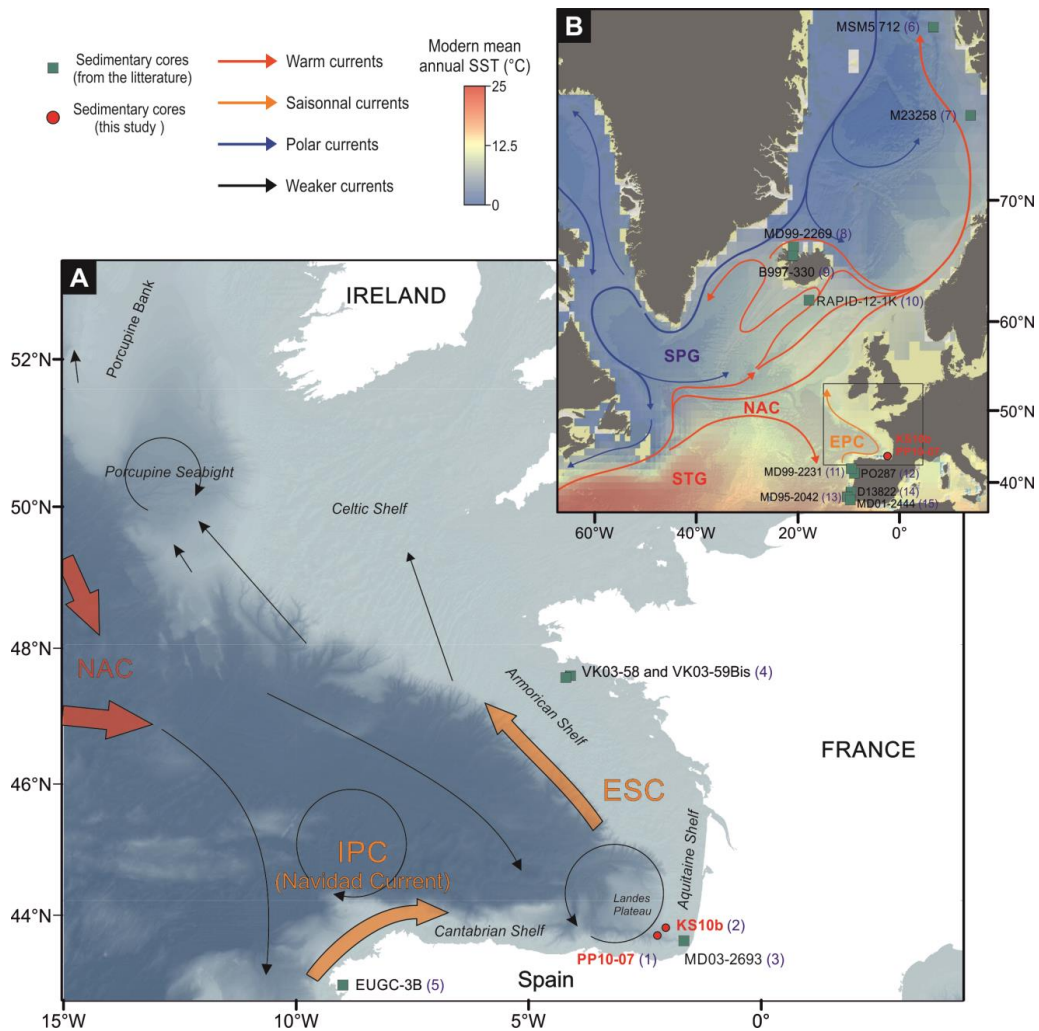 Sedimentary cores
(from the litterature)
Sedimentary cores
(this study )
Warm currents
Saisonnal currents
Polar currents
Weaker currents
Modern mean
annual SST (°C)
25
12.5
0
B
MSM5 712 (6)
M23258 (7)
MD99-2269 (8)
B997-330 (9)
RAPID-12-1K (10)
SPG
NAC
EPC
STG
MD99-2231 (11)
PO287 (12)
MD95-2042 (13)
D13822 (14)
MD01-2444 (15)
70°N
60°N
50°N
40°N
60°W
40°W
20°W
0°
A
IRELAND
Porcupine Bank
Porcupine Seabight
Celtic Shelf
NAC
VK03-58 and VK03-59Bis (4)
Armorican Shelf
FRANCE
ESC
Aquitaine Shelf
IPC
(Navidad Current)
Landes
Plateau
Cantabrian Shelf
KS10b (2)
PP10-07 (1)
MD03-2693 (3)
EUGC-3B (5)
Spain
52°N
50°N
48°N
46°N
44°N
15°W
10°W
5°W
0°